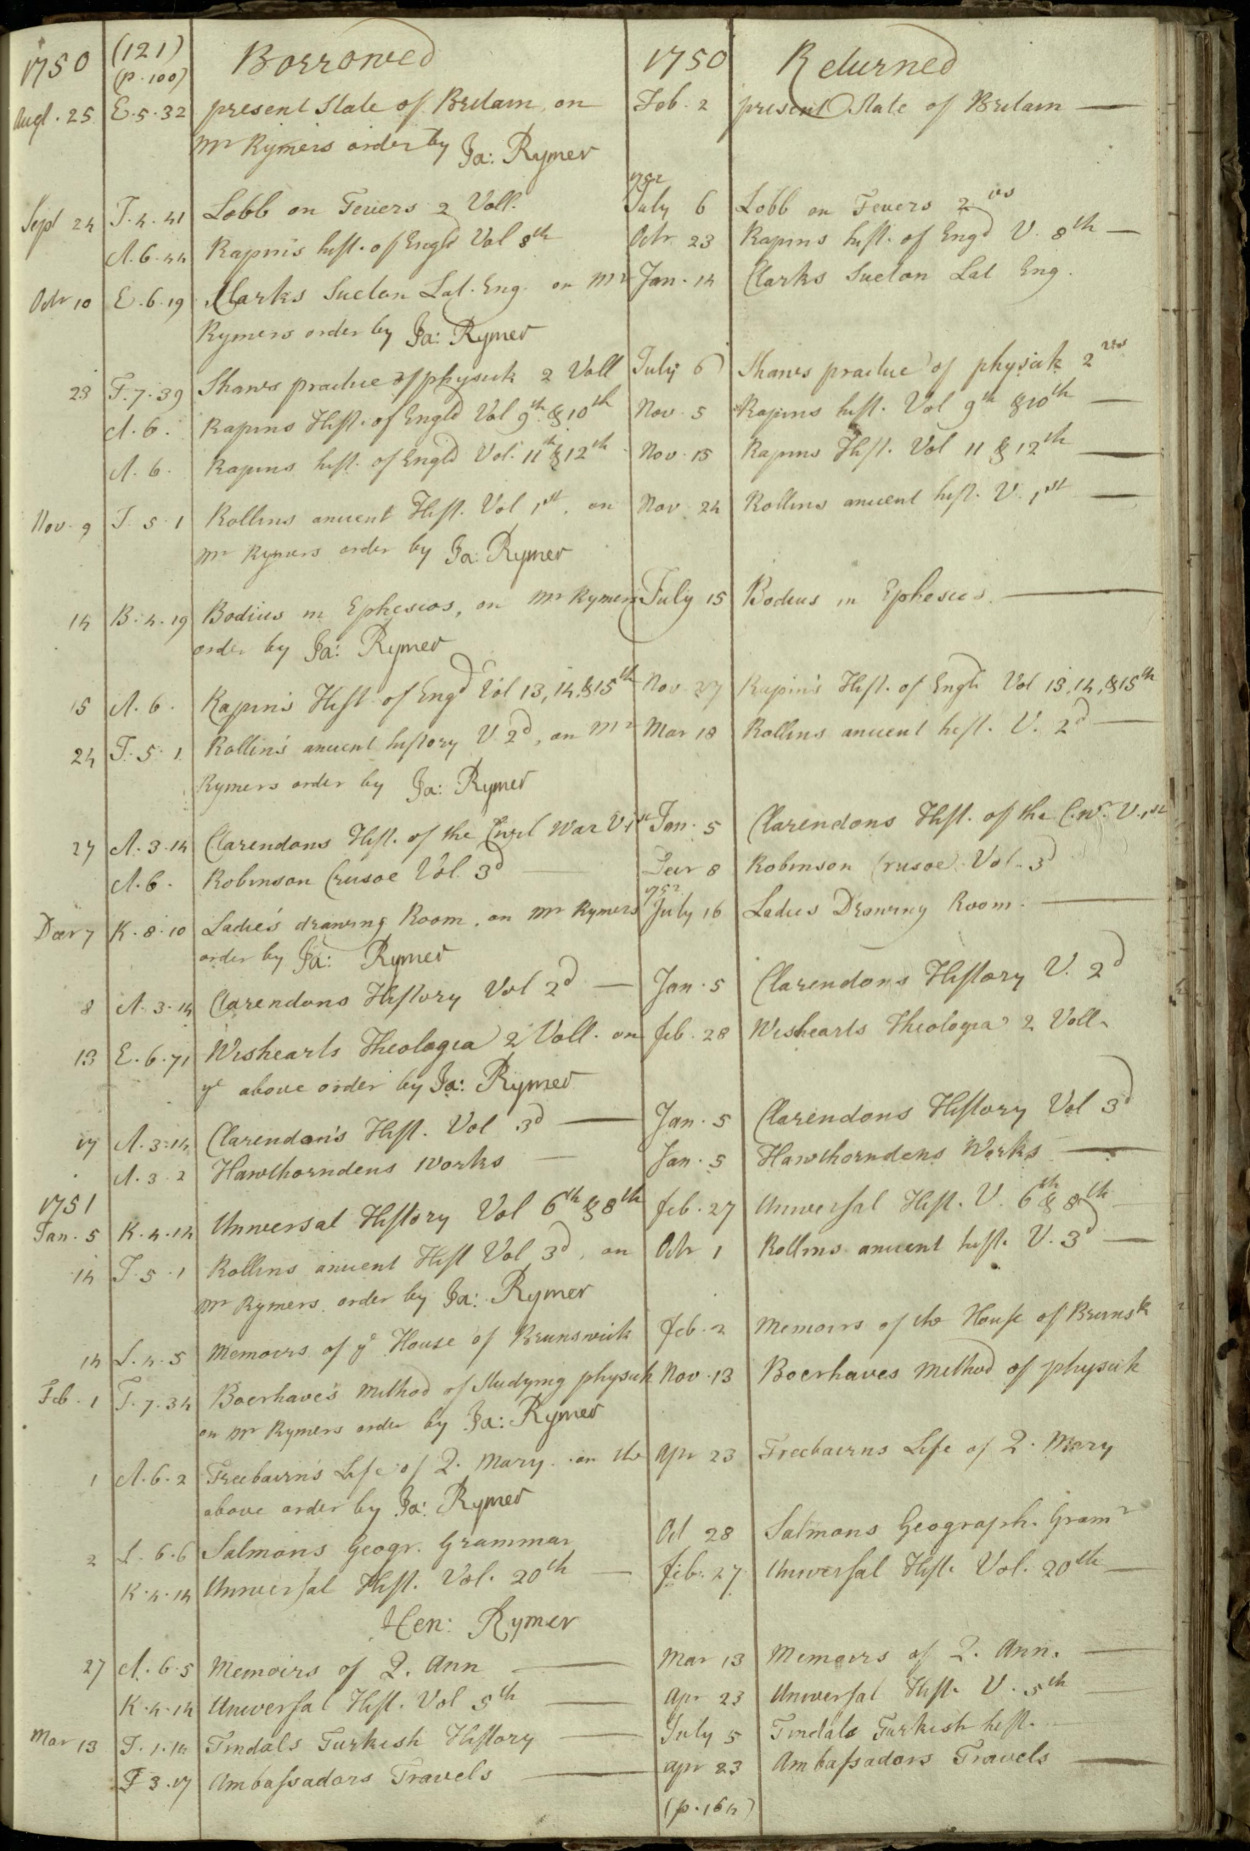 1750 (121) Borrowed 1750 Returned
(p. 100)
Augt. 25 E.5.32 present State of Britain on Feb. 2 present State of Britain —
Mr Rymers order by Ja: Rymer
1752
Sept 24 J.4.41 Lobb on Fevers 2 Voll. July 6 Lobb on Fevers 2 vs
A.6.44 Rapin's hist. of Engld Vol 8th Octr 23 Rapins hist. of Engd V. 8th —
Octr 10 E.6.19 Clarks Sueton Lat. Eng. on Mr Jan. 14 Clarks Sueton Lat Eng.
Rymers order by Ja: Rymer
23 F.7.39 Shaws practice of physick 2 Voll July 6 Shaws practice of physick 2 vos
A.6. Rapins Hist. of Engld Vol 9th & 10th Nov. 5 Rapins hist. Vol 9th & 10th —
A.6. Rapins hist. of Engld Vol. 11th & 12th Nov. 15 Rapins Hist. Vol 11 & 12th —
Nov. 9 J.5.1 Rollins ancient Hist. Vol 1st, on Nov. 24 Rollins ancient hist. V. 1st —
Mr Rymers order by Ja: Rymer
14 B.4.19 Bodius in Ephesios, on Mr Rymers July 15 Bodius in Ephesios. —
order by Ja: Rymer
15 A.6. Rapin's Hist of Engd Vol 13, 14, & 15th Nov. 27 Rapin's Hist. of Engd Vol 13, 14, & 15th
24 J.5.1 Rollin's ancient history V. 2d, on Mr Mar 18 Rollins ancient hist. V. 2d —
Rymers order by Ja: Rymer
27 A.3.14 Clarendons Hist. of the Civil War V. 1st Jan. 5 Clarendons Hist. of the C.W. V. 1st
A.6. Robinson Crusoe Vol. 3d — Decr 8 Robinson Crusoe Vol. 3d
1752
Decr 7 K.8.10 Ladie's drawing Room, on Mr Rymers July 16 Ladies Drawing Room. —
order by Ja: Rymer
8 A.3.14 Clarendons History Vol 2d — Jan. 5 Clarendons History V. 2d
13 E.6.71 Wishearts Theologia 2 Voll. on Feb. 28 Wishearts Theologia 2 Voll.
ye above order by Ja: Rymer
17 A.3.14 Clarendon's Hist. Vol 3d — Jan. 5 Clarendons History Vol 3d
A.3.2 Hawthorndens Works — Jan. 5 Hawthorndens Works —
1751
Jan. 5 K.4.14 Universal History Vol 6th & 8th Feb. 27 Universal Hist. V. 6th & 8th —
14 J.5.1 Rollins ancient Hist Vol 3d, on Octr 1 Rollins ancient hist. V. 3d —
Mr Rymers order by Ja: Rymer
14 L.4.5 Memoirs of ye House of Brunswick Feb. 2 Memoirs of the House of Brunsk
Feb. 1 F.7.34 Boerhave's Method of Studying physick Nov. 13 Boerhaves Method of physick
on Mr Rymers order by Ja: Rymer
1 A.6.2 Freebairn's Life of Q. Mary on the Apr 23 Freebairns Life of Q. Mary
above order by Ja: Rymer
2 L.6.6 Salmons Geogr. Grammar Oct 28 Salmons Geograph. Gramr
K.4.14 Universal Hist. Vol. 20th — Feb. 27 Universal Hist. Vol. 20th —
Hen: Rymer
27 A.6.5 Memoirs of Q. Ann — Mar 13 Memoirs of Q. Ann. —
K.4.14 Universal Hist. Vol 5th — Apr 23 Universal Hist. V. 5th —
Mar 13 J.1.14 Tindals Turkish History — July 5 Tindals Turkish hist. —
F 3.17 Ambassadors Travels — apr 23 Ambassadors Travels —
(p. 164)